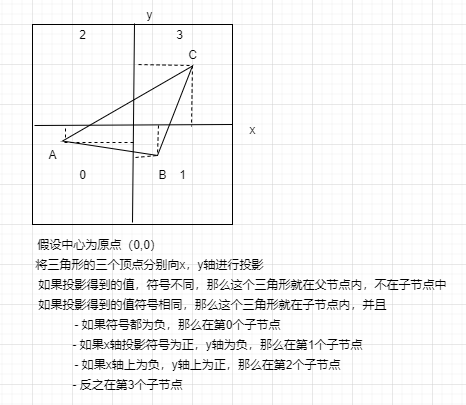 y
2 3
C
x
A
0 B 1
假设中心为原点（0,0）
将三角形的三个顶点分别向x，y轴进行投影
如果投影得到的值，符号不同，那么这个三角形就在父节点内，不在子节点中
如果投影得到的值符号相同，那么这个三角形就在子节点内，并且
- 如果符号都为负，那么在第0个子节点
- 如果x轴投影符号为正，y轴为负，那么在第1个子节点
- 如果x轴上为负，y轴上为正，那么在第2个子节点
- 反之在第3个子节点